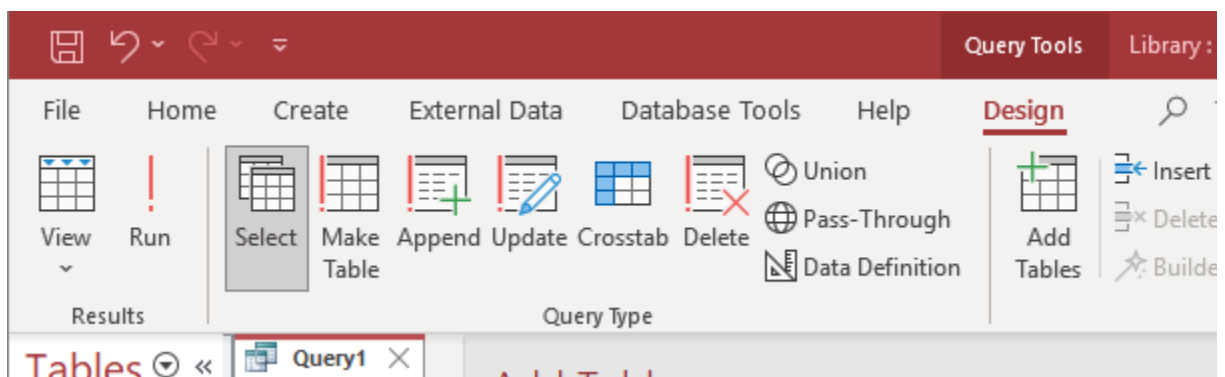 Query Tools Library :
File Home Create External Data Database Tools Help Design
View Run Select Make Table Append Update Crosstab Delete Union Pass-Through Data Definition Add Tables Insert Delete
Results Query Type
Tables « Query1